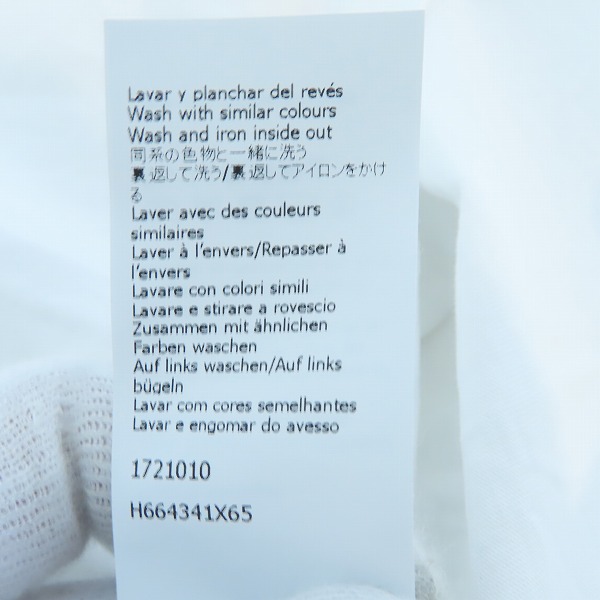 Lavar y planchar del revés
Wash with similar colours
Wash and iron inside out
同系の色物と一緒に洗う
裏返して洗う/裏返してアイロンをかけ
る
Laver avec des couleurs
similaires
Laver à l'envers/Repasser à
l'envers
Lavare con colori simili
Lavare e stirare a rovescio
Zusammen mit ähnlichen
Farben waschen
Auf links waschen/Auf links
bügeln
Lavar com cores semelhantes
Lavar e engomar do avesso
1721010
H664341X65